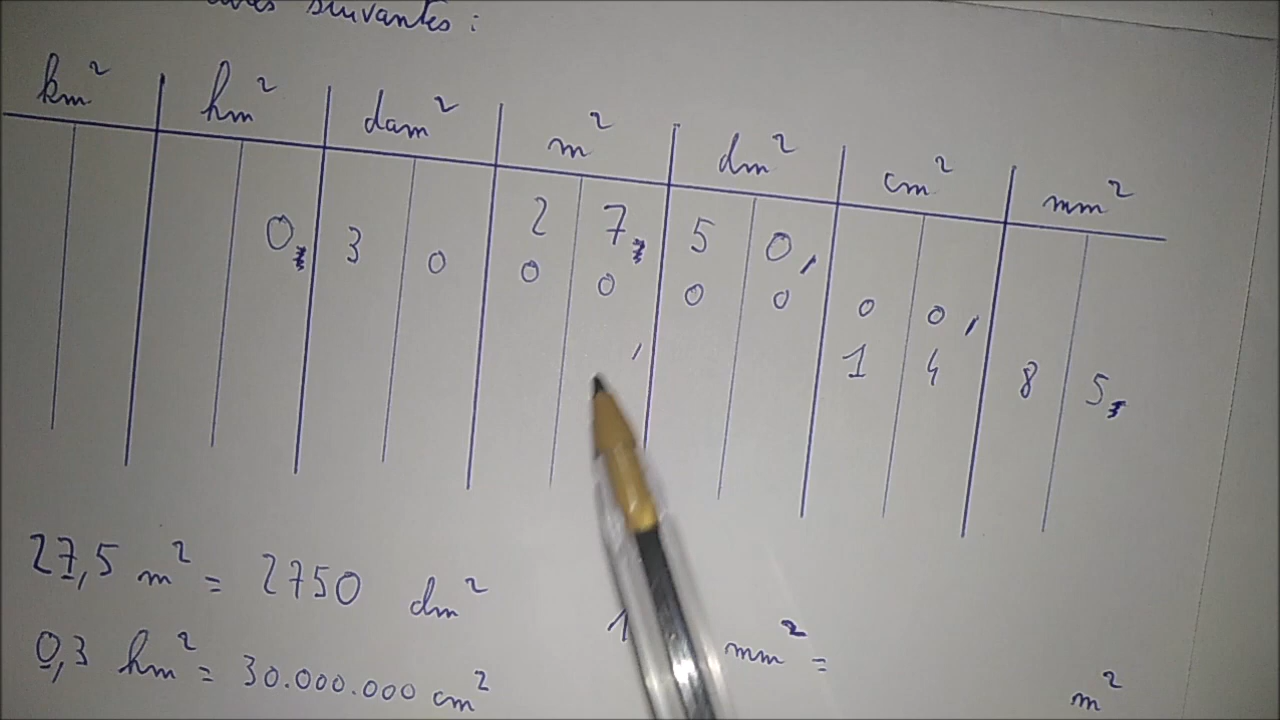 suivantes :
km² hm² dam² m² dm² cm² mm²
0, 3 0 2 7, 5 0,
0 0 0 0 0 0,
, 1 4 8 5,
27,5 m² = 2750 dm²
0,3 hm² = 30.000.000 cm²
1 mm² = m²